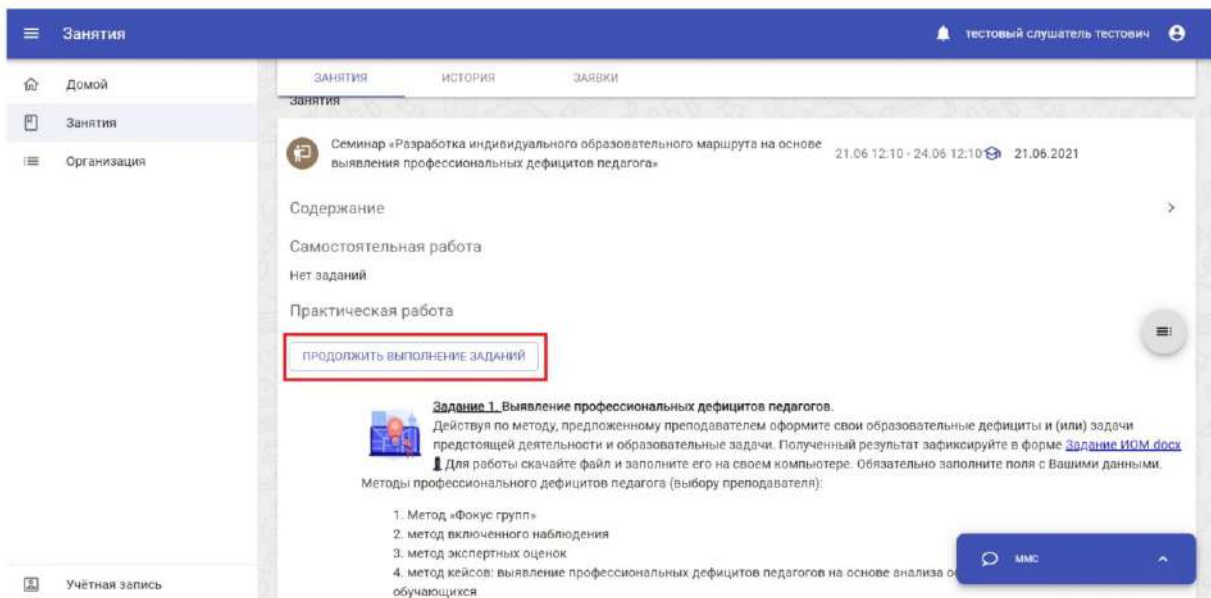 Занятия
тестовый слушатель тестович
Домой
Занятия
Организация
Учётная запись
ЗАНЯТИЯ ИСТОРИЯ ЗАЯВКИ
Занятия
Семинар «Разработка индивидуального образовательного маршрута на основе
выявления профессиональных дефицитов педагога»
21.06 12:10 - 24.06 12:10 21.06.2021
Содержание
Самостоятельная работа
Нет заданий
Практическая работа
ПРОДОЛЖИТЬ ВЫПОЛНЕНИЕ ЗАДАНИЙ
Задание 1. Выявление профессиональных дефицитов педагогов.
Действуя по методу, предложенному преподавателем оформите свои образовательные дефициты и (или) задачи
предстоящей деятельности и образовательные задачи. Полученный результат зафиксируйте в форме Задание ИОМ.docx
Для работы скачайте файл и заполните его на своем компьютере. Обязательно заполните поля с Вашими данными.
Методы профессионального дефицитов педагога (выбору преподавателя):
1. Метод «Фокус групп»
2. метод включенного наблюдения
3. метод экспертных оценок
4. метод кейсов: выявление профессиональных дефицитов педагогов на основе анализа
обучающихся
ММС